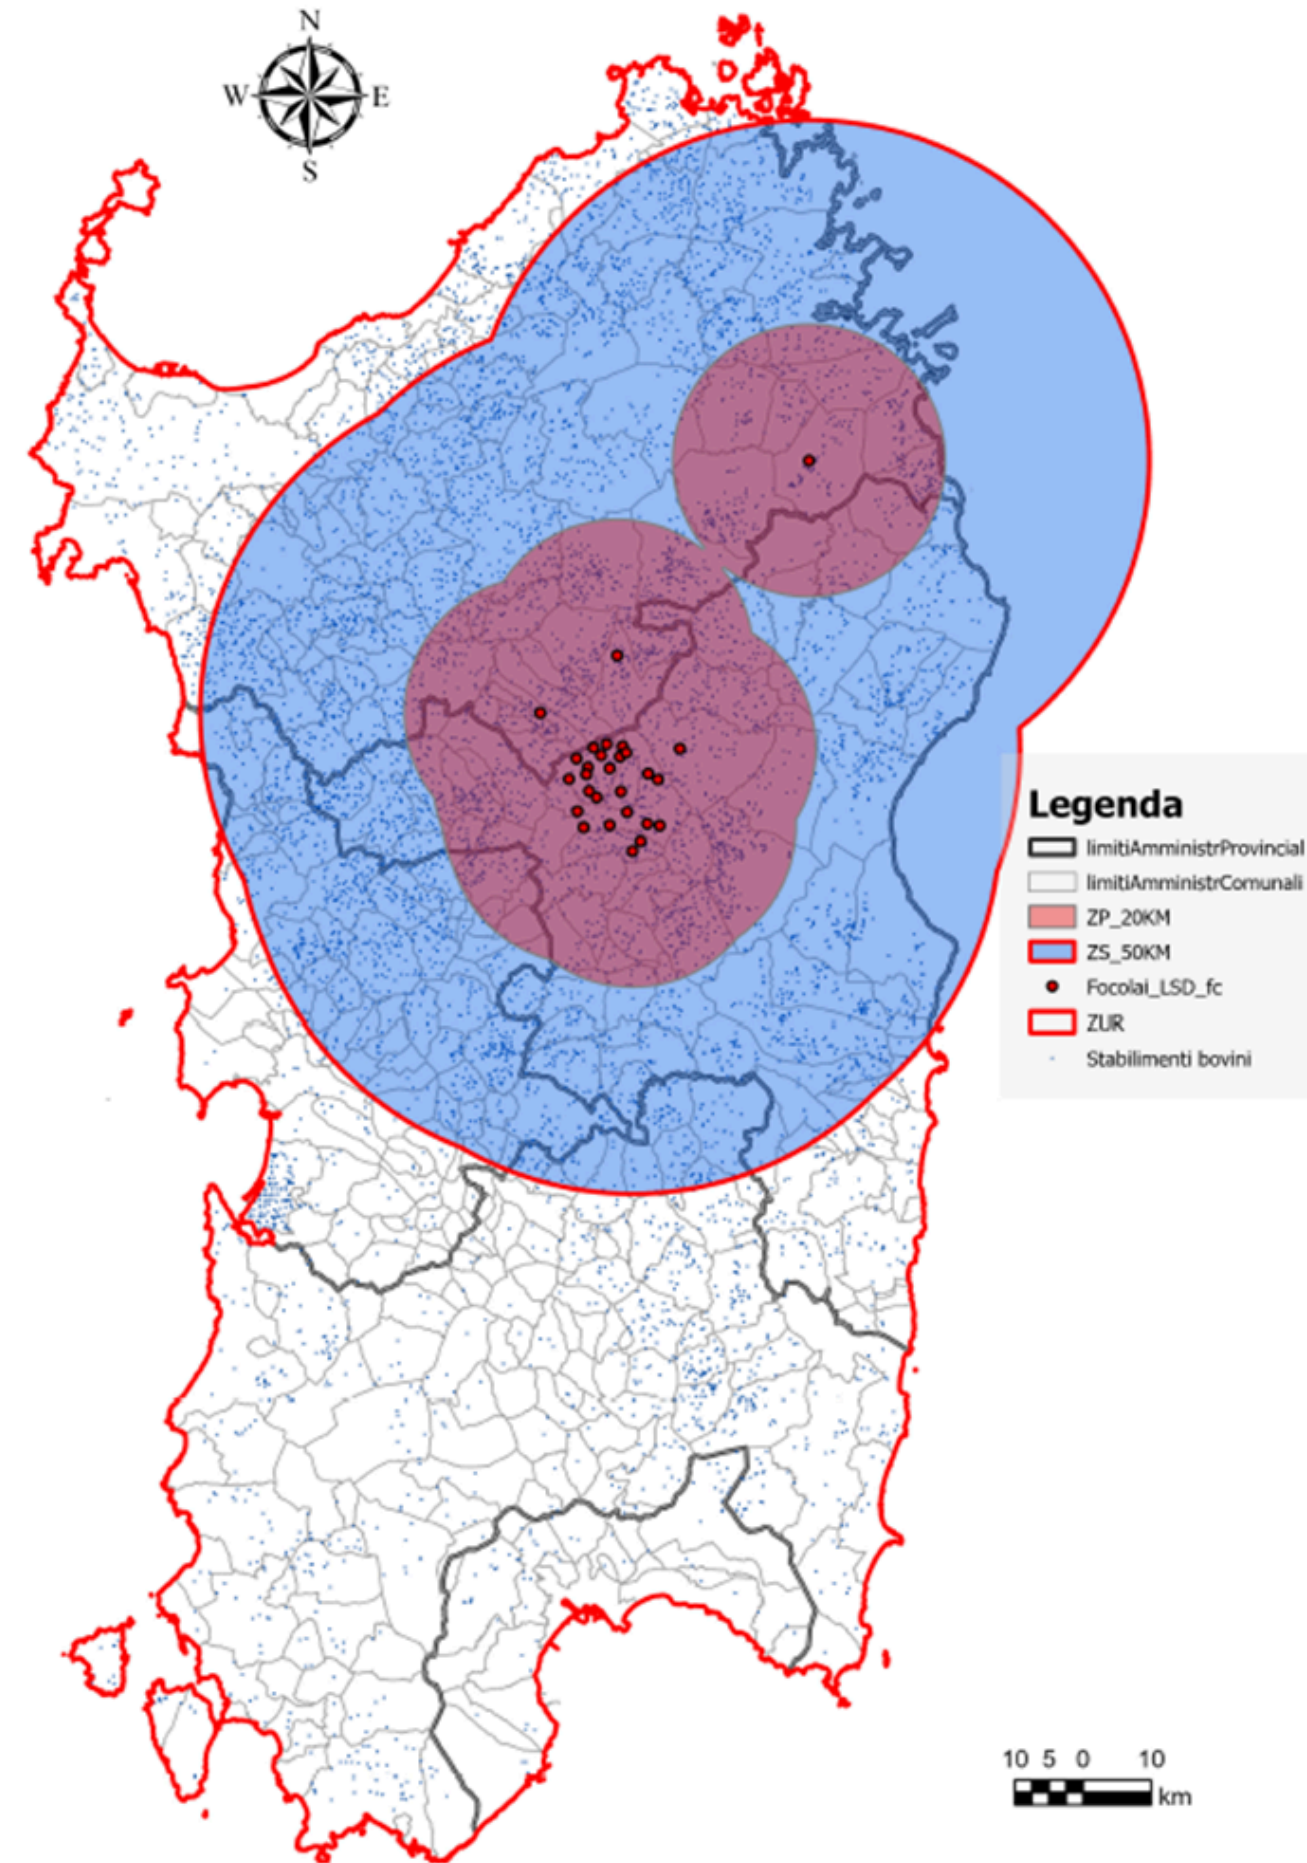 N
W E
S
Legenda
limitiAmministrProvincial
limitiAmministrComunali
ZP_20KM
ZS_50KM
Focolai_LSD_fc
ZUR
Stabilimenti bovini
10 5 0 10
km